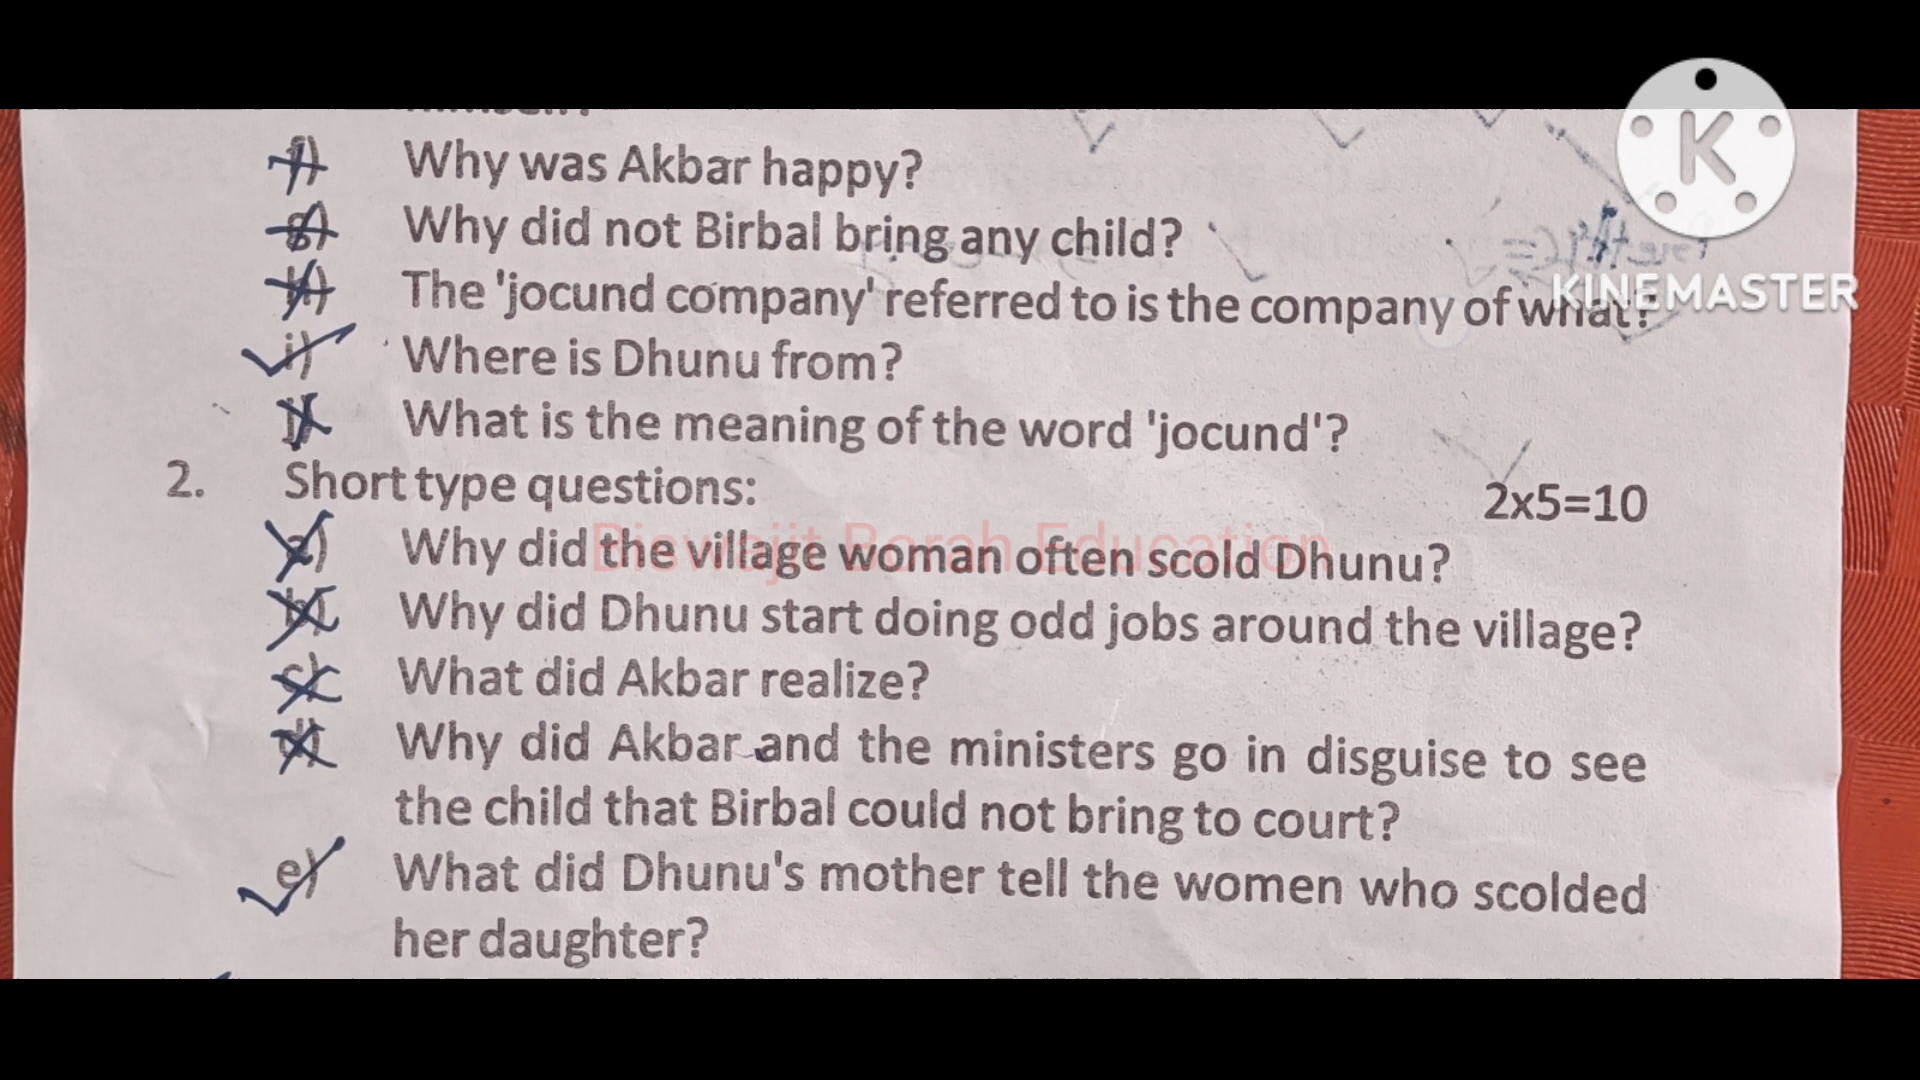 K
KINEMASTER
f) Why was Akbar happy?
g) Why did not Birbal bring any child?
h) The 'jocund company' referred to is the company of what?
i) Where is Dhunu from?
j) What is the meaning of the word 'jocund'?
2. Short type questions: 2x5=10
Biswajit Borah Education
a) Why did the village woman often scold Dhunu?
b) Why did Dhunu start doing odd jobs around the village?
c) What did Akbar realize?
d) Why did Akbar and the ministers go in disguise to see
the child that Birbal could not bring to court?
e) What did Dhunu's mother tell the women who scolded
her daughter?